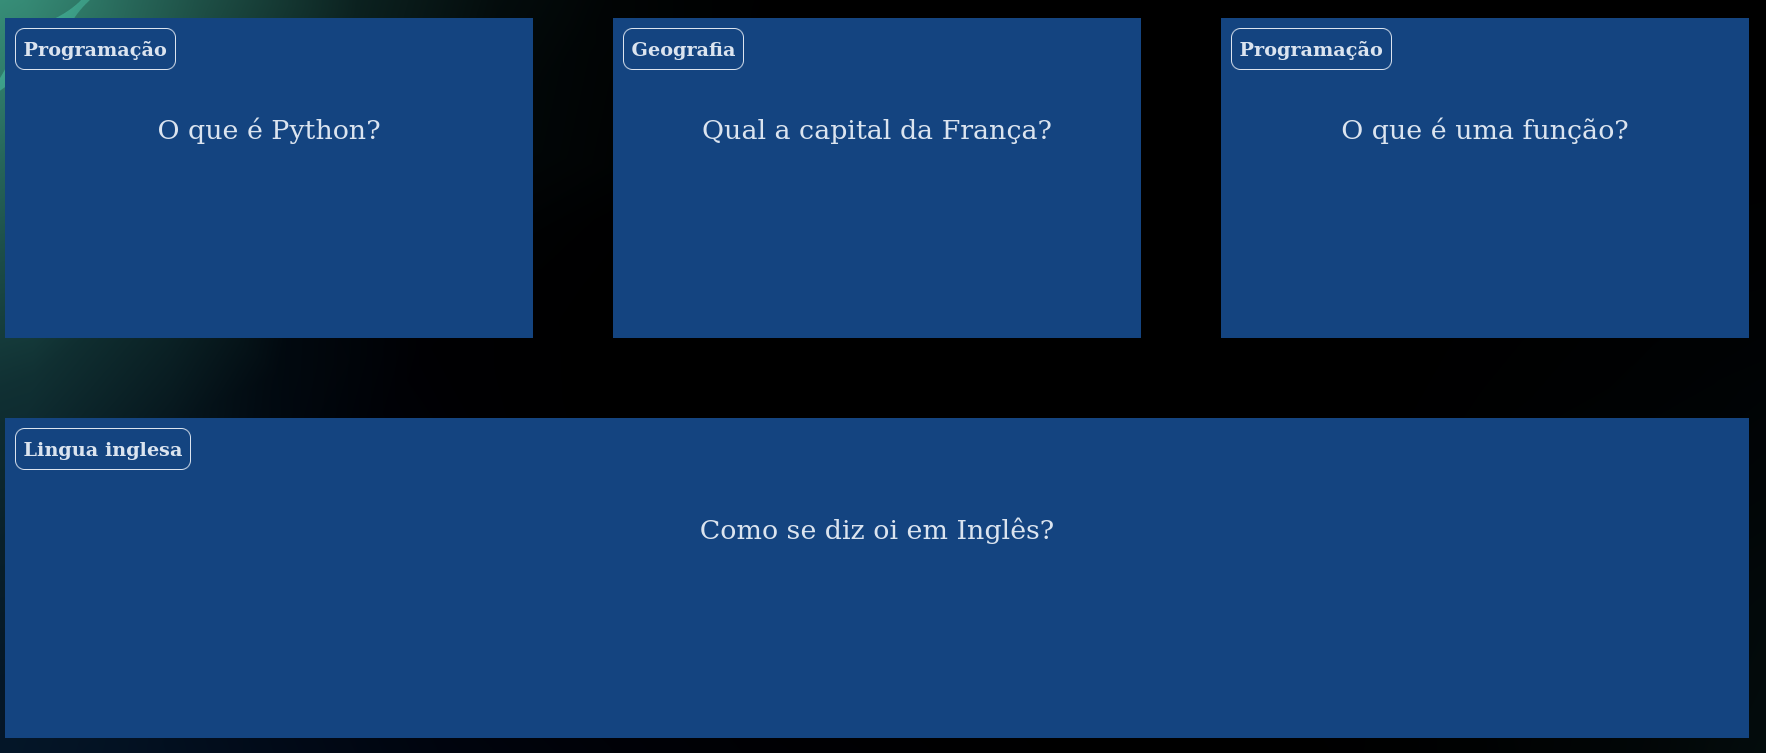 Programação
O que é Python?
Geografia
Qual a capital da França?
Programação
O que é uma função?
Lingua inglesa
Como se diz oi em Inglês?